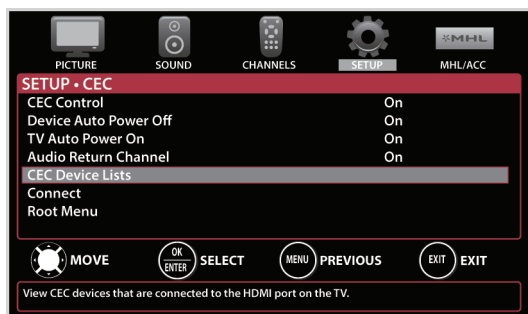 PICTURE SOUND CHANNELS SETUP MHL/ACC
MHL
SETUP • CEC
CEC Control On
Device Auto Power Off On
TV Auto Power On On
Audio Return Channel On
CEC Device Lists
Connect
Root Menu
MOVE OK ENTER SELECT MENU PREVIOUS EXIT EXIT
View CEC devices that are connected to the HDMI port on the TV.